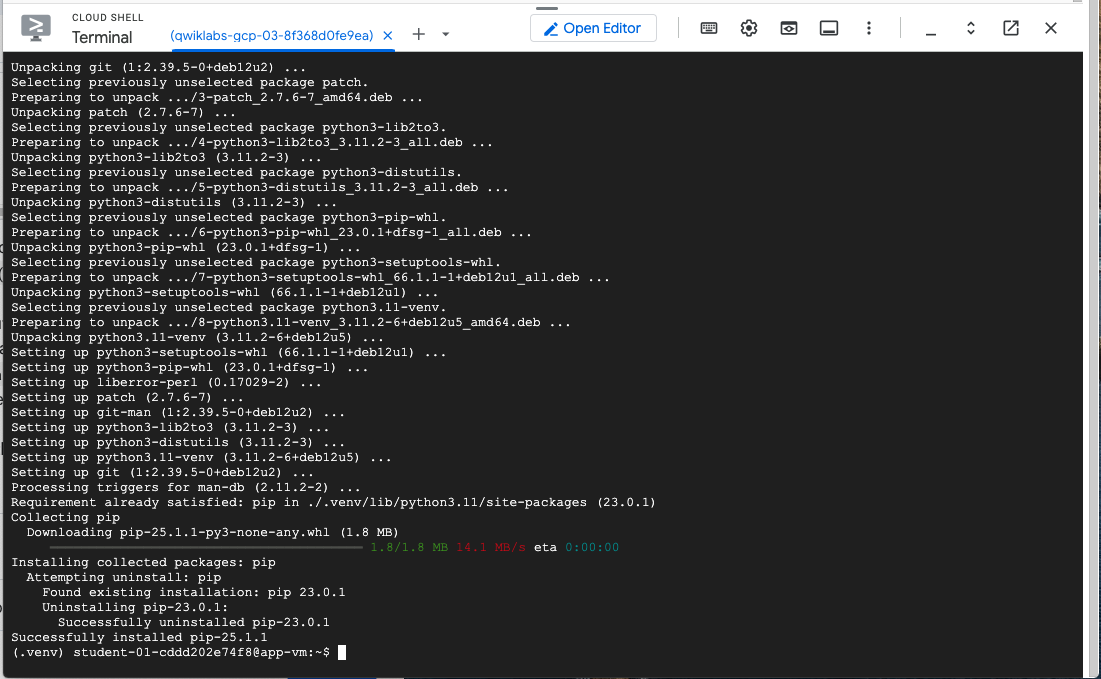 CLOUD SHELL
Terminal
(qwiklabs-gcp-03-8f368d0fe9ea)
Open Editor
Unpacking git (1:2.39.5-0+deb12u2) ...
Selecting previously unselected package patch.
Preparing to unpack .../3-patch_2.7.6-7_amd64.deb ...
Unpacking patch (2.7.6-7) ...
Selecting previously unselected package python3-lib2to3.
Preparing to unpack .../4-python3-lib2to3_3.11.2-3_all.deb ...
Unpacking python3-lib2to3 (3.11.2-3) ...
Selecting previously unselected package python3-distutils.
Preparing to unpack .../5-python3-distutils_3.11.2-3_all.deb ...
Unpacking python3-distutils (3.11.2-3) ...
Selecting previously unselected package python3-pip-whl.
Preparing to unpack .../6-python3-pip-whl_23.0.1+dfsg-1_all.deb ...
Unpacking python3-pip-whl (23.0.1+dfsg-1) ...
Selecting previously unselected package python3-setuptools-whl.
Preparing to unpack .../7-python3-setuptools-whl_66.1.1-1+deb12u1_all.deb ...
Unpacking python3-setuptools-whl (66.1.1-1+deb12u1) ...
Selecting previously unselected package python3.11-venv.
Preparing to unpack .../8-python3.11-venv_3.11.2-6+deb12u5_amd64.deb ...
Unpacking python3.11-venv (3.11.2-6+deb12u5) ...
Setting up python3-setuptools-whl (66.1.1-1+deb12u1) ...
Setting up python3-pip-whl (23.0.1+dfsg-1) ...
Setting up liberror-perl (0.17029-2) ...
Setting up patch (2.7.6-7) ...
Setting up git-man (1:2.39.5-0+deb12u2) ...
Setting up python3-lib2to3 (3.11.2-3) ...
Setting up python3-distutils (3.11.2-3) ...
Setting up python3.11-venv (3.11.2-6+deb12u5) ...
Setting up git (1:2.39.5-0+deb12u2) ...
Processing triggers for man-db (2.11.2-2) ...
Requirement already satisfied: pip in ./.venv/lib/python3.11/site-packages (23.0.1)
Collecting pip
  Downloading pip-25.1.1-py3-none-any.whl (1.8 MB)
1.8/1.8 MB 14.1 MB/s eta 0:00:00
Installing collected packages: pip
  Attempting uninstall: pip
    Found existing installation: pip 23.0.1
    Uninstalling pip-23.0.1:
      Successfully uninstalled pip-23.0.1
Successfully installed pip-25.1.1
(.venv) student-01-cddd202e74f8@app-vm:~$